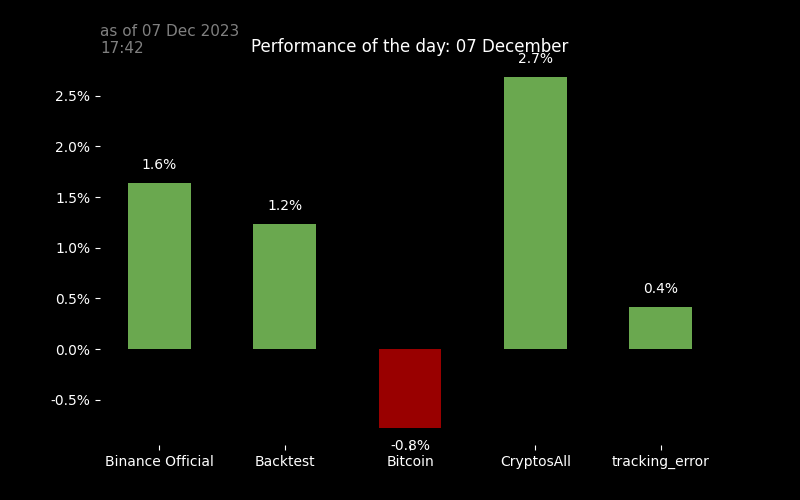 as of 07 Dec 2023
17:42
Performance of the day: 07 December
2.7%
2.5%
2.0%
1.6%
1.5%
1.2%
1.0%
0.5%
0.4%
0.0%
-0.5%
-0.8%
Binance Official
Backtest
Bitcoin
CryptosAll
tracking_error